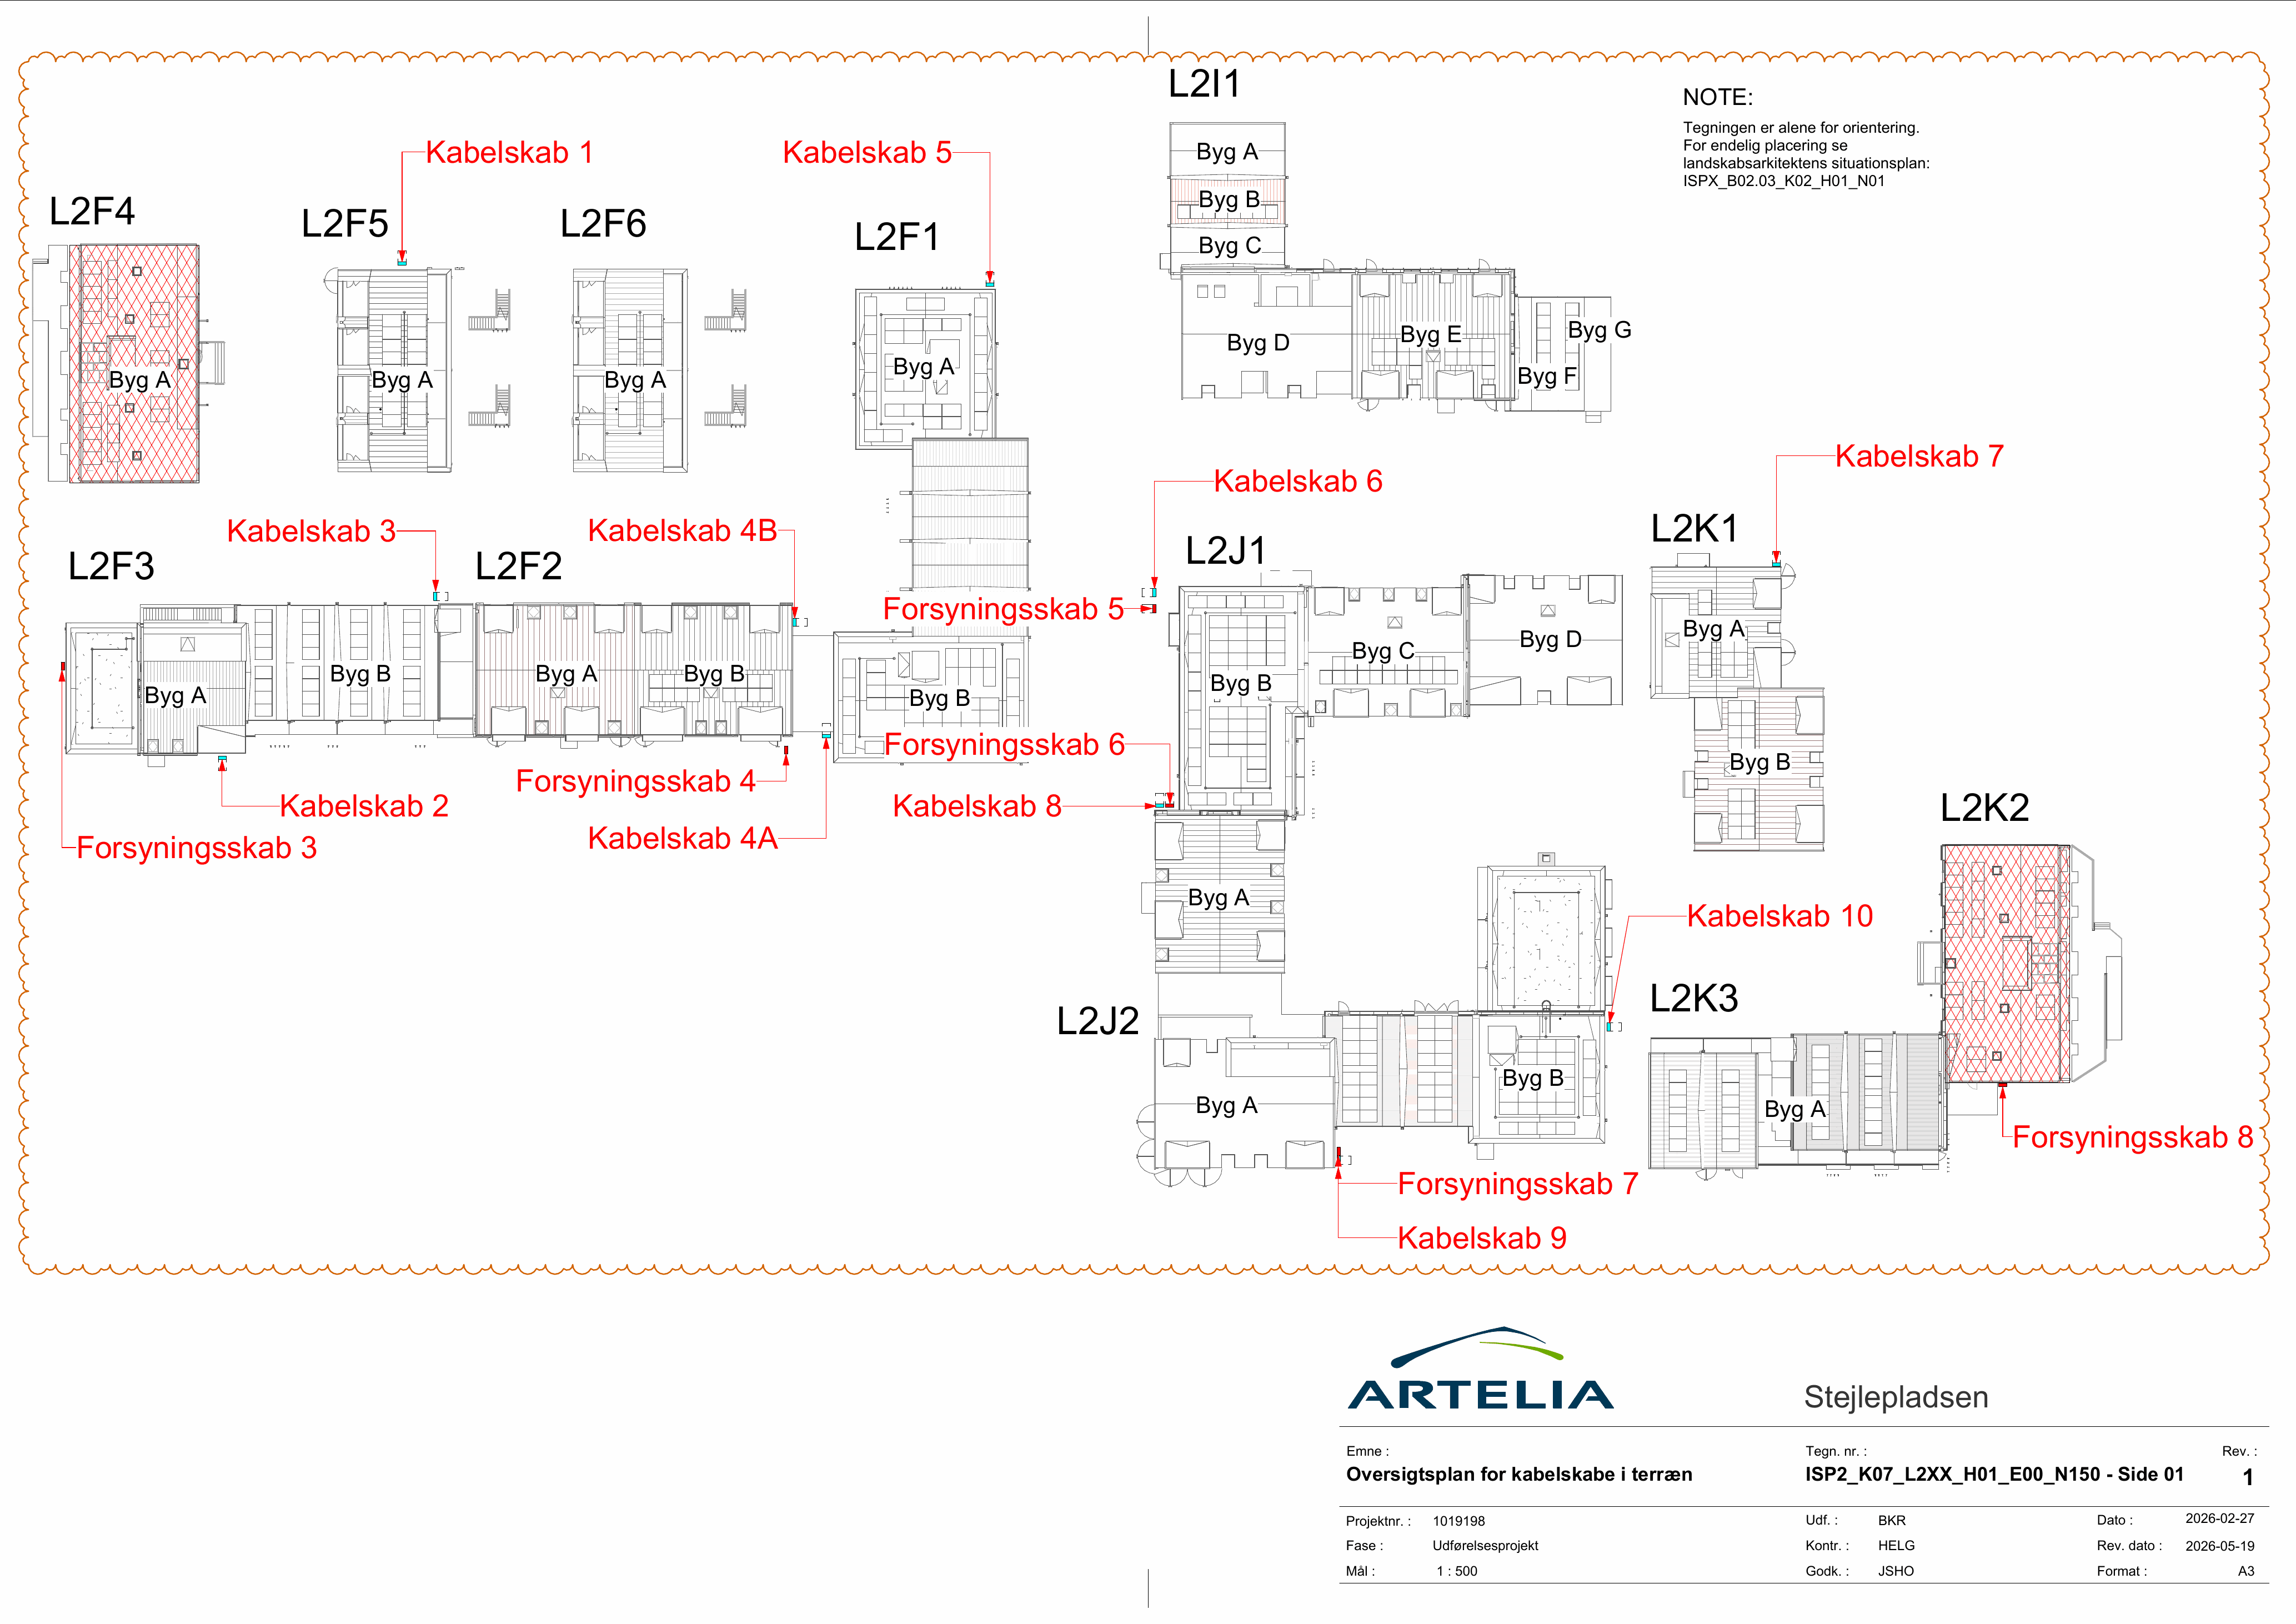 L2I1
NOTE:
Tegningen er alene for orientering.
For endelig placering se
landskabsarkitektens situationsplan:
ISPX_B02.03_K02_H01_N01
Kabelskab 1
Kabelskab 5
Byg A
Byg B
Byg C
L2F4
L2F5
L2F6
L2F1
Byg D
Byg E
Byg G
Byg F
Byg A
Byg A
Byg A
Byg A
Kabelskab 7
Kabelskab 6
Kabelskab 3
Kabelskab 4B
L2K1
L2J1
L2F3
L2F2
Forsyningsskab 5
Byg A
Byg B
Byg A
Byg B
Byg B
Byg B
Byg C
Byg D
Byg A
Byg B
Forsyningsskab 6
Forsyningsskab 4
Kabelskab 2
Kabelskab 8
Kabelskab 4A
Forsyningsskab 3
L2K2
Byg A
Kabelskab 10
L2K3
L2J2
Byg A
Byg B
Byg A
Forsyningsskab 8
Forsyningsskab 7
Kabelskab 9
ARTELIA
Stejlepladsen
Emne :
Oversigtsplan for kabelskabe i terræn
Tegn. nr. :
Rev. :
ISP2_K07_L2XX_H01_E00_N150 - Side 01
1
Projektnr. : 1019198
Udf. : BKR
Dato : 2026-02-27
Fase : Udførelsesprojekt
Kontr. : HELG
Rev. dato : 2026-05-19
Mål : 1 : 500
Godk. : JSHO
Format : A3